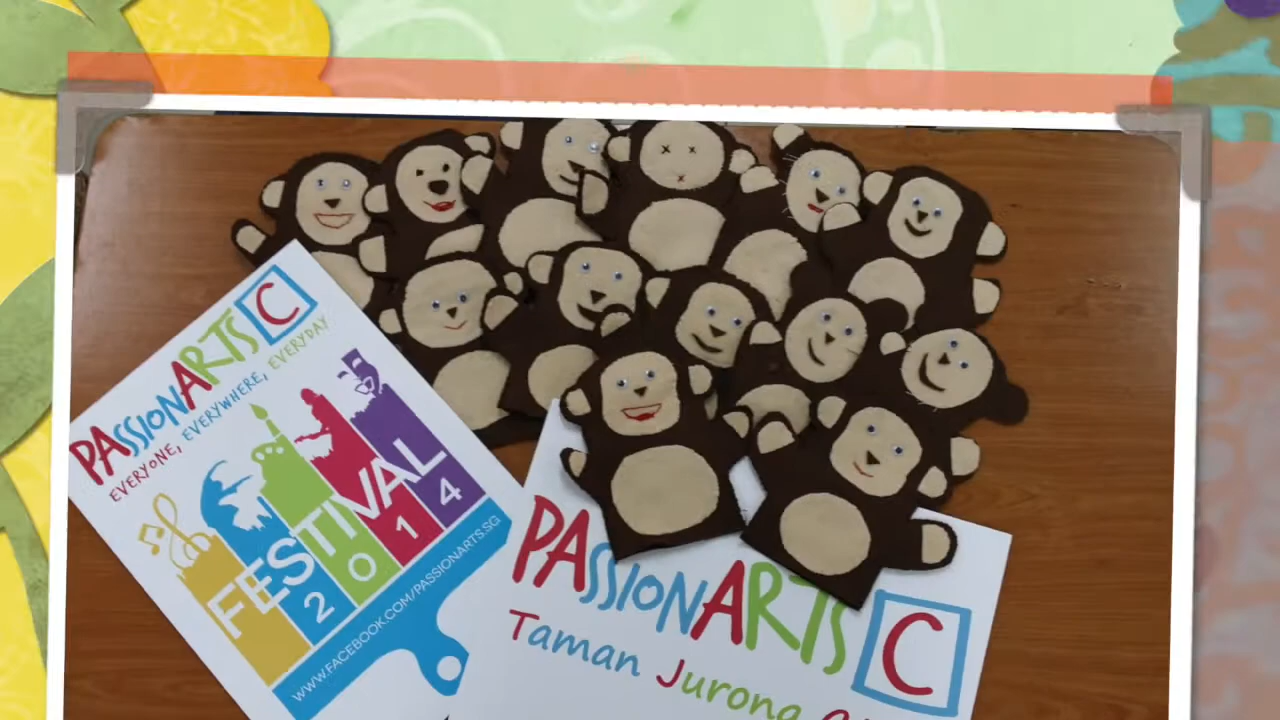 PASSIONARTS C
EVERYONE, EVERYWHERE, EVERYDAY
FESTIVAL
2014
WWW.FACEBOOK.COM/PASSIONARTS.SG
PASSIONARTS C
Taman Jurong